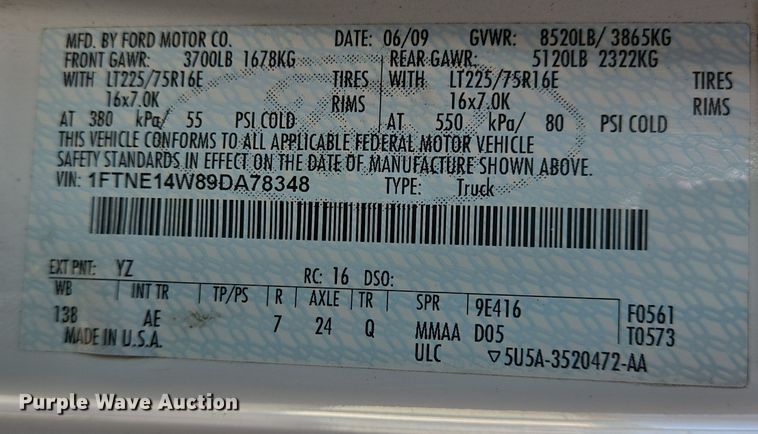 MFD. BY FORD MOTOR CO. DATE: 06/09 GVWR: 8520LB/ 3865KG
FRONT GAWR: 3700LB 1678KG REAR GAWR: 5120LB 2322KG
WITH LT225/75R16E TIRES WITH LT225/75R16E TIRES
16x7.0K RIMS 16x7.0K RIMS
AT 380 kPa/ 55 PSI COLD AT 550 kPa/ 80 PSI COLD
THIS VEHICLE CONFORMS TO ALL APPLICABLE FEDERAL MOTOR VEHICLE
SAFETY STANDARDS IN EFFECT ON THE DATE OF MANUFACTURE SHOWN ABOVE.
VIN: 1FTNE14W89DA78348 TYPE: Truck
EXT PNT: YZ RC: 16 DSO:
WB INT TR TP/PS R AXLE TR SPR 9E416 F0561
138 AE 7 24 Q MMAA D05 T0573
MADE IN U.S.A. ULC ▽5U5A-3520472-AA
Purple Wave Auction